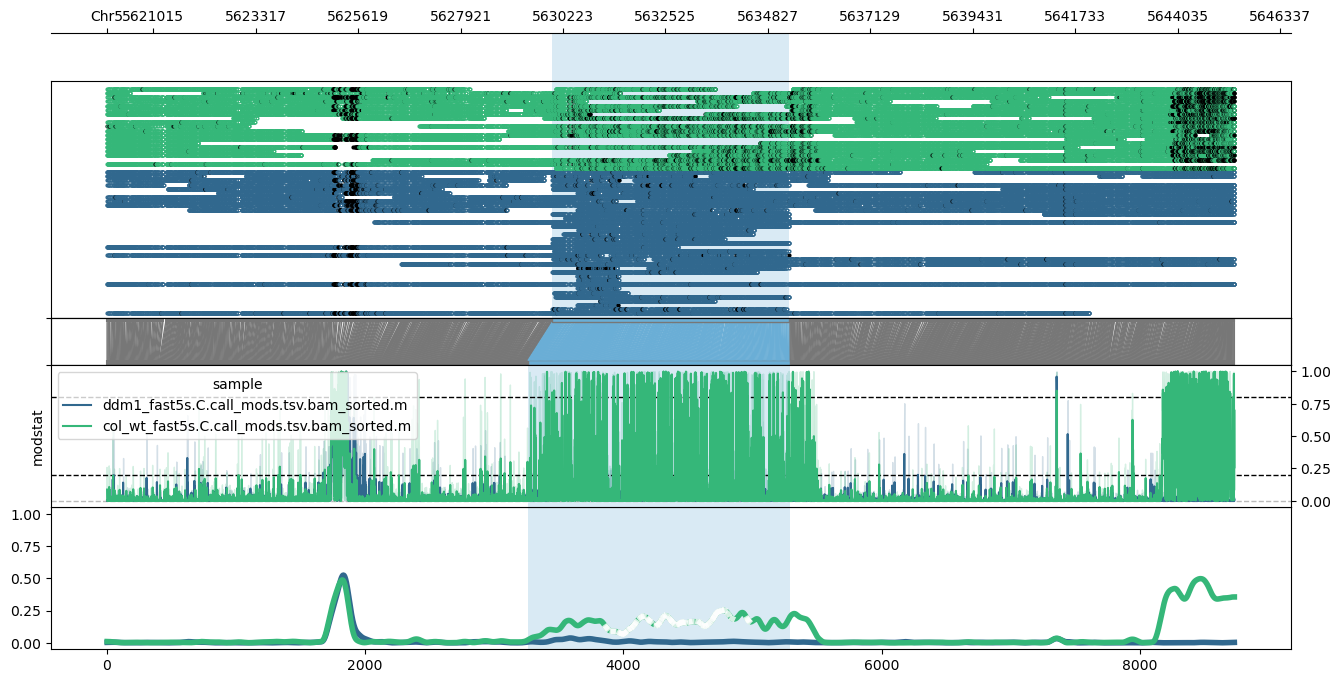 Chr55621015 5623317 5625619 5627921 5630223 5632525 5634827 5637129 5639431 5641733 5644035 5646337
sample
ddm1_fast5s.C.call_mods.tsv.bam_sorted.m
col_wt_fast5s.C.call_mods.tsv.bam_sorted.m
modstat
1.00
0.75
0.50
0.25
0.00
1.00
0.75
0.50
0.25
0.00
0 2000 4000 6000 8000